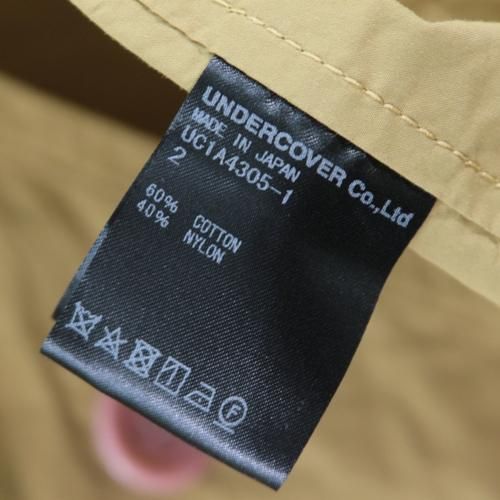 UNDERCOVER Co.,Ltd
MADE IN JAPAN
UC1A4305-1
2
60% COTTON
40% NYLON
F